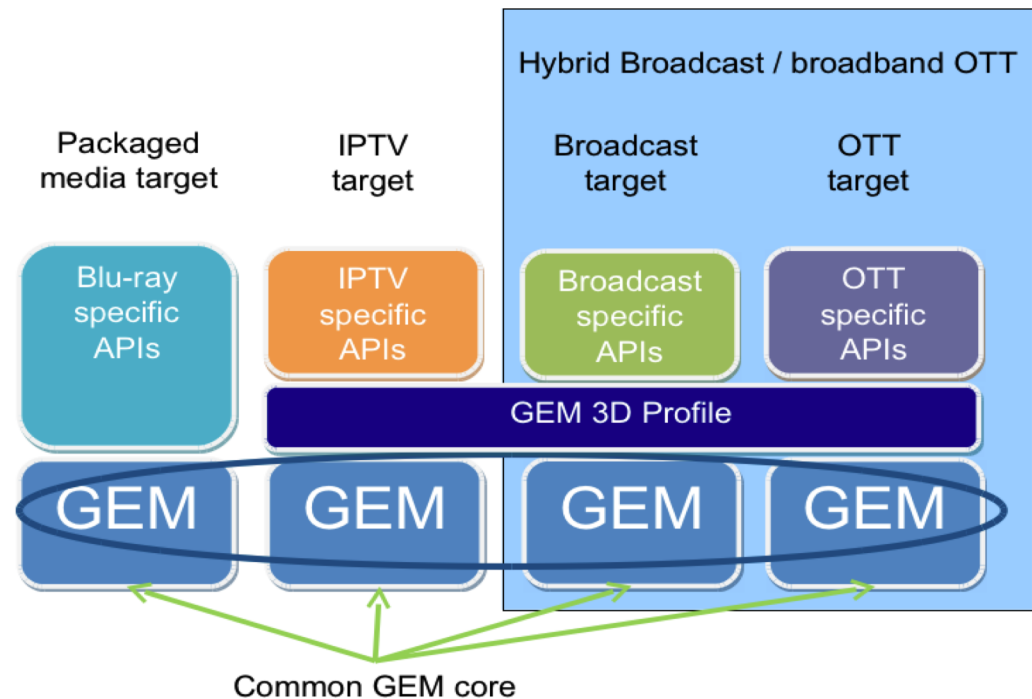 Hybrid Broadcast / broadband OTT
Packaged
media target
IPTV
target
Broadcast
target
OTT
target
Blu-ray
specific
APIs
IPTV
specific
APIs
Broadcast
specific
APIs
OTT
specific
APIs
GEM 3D Profile
GEM
GEM
GEM
GEM
Common GEM core